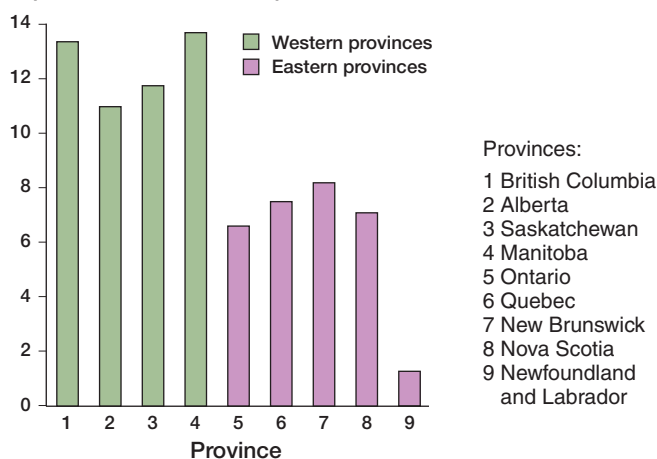 14
12
10
8
6
4
2
0
Western provinces
Eastern provinces
1 2 3 4 5 6 7 8 9
Province
Provinces:
1 British Columbia
2 Alberta
3 Saskatchewan
4 Manitoba
5 Ontario
6 Quebec
7 New Brunswick
8 Nova Scotia
9 Newfoundland
and Labrador